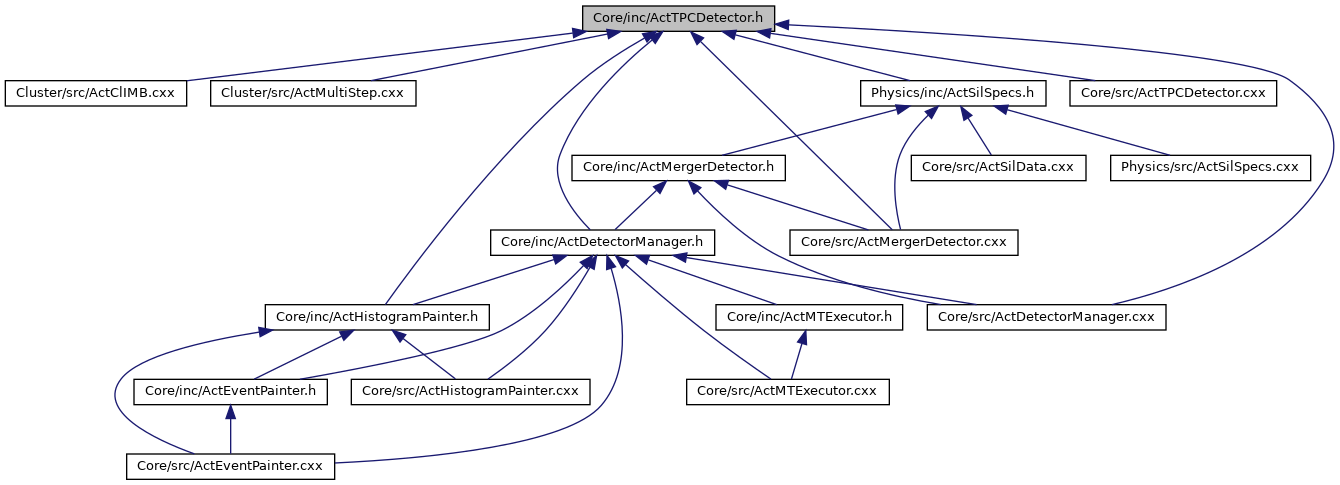 Core/inc/ActTPCDetector.h
Cluster/src/ActClIMB.cxx
Cluster/src/ActMultiStep.cxx
Physics/inc/ActSilSpecs.h
Core/src/ActTPCDetector.cxx
Core/inc/ActMergerDetector.h
Core/src/ActSilData.cxx
Physics/src/ActSilSpecs.cxx
Core/inc/ActDetectorManager.h
Core/src/ActMergerDetector.cxx
Core/inc/ActHistogramPainter.h
Core/inc/ActMTExecutor.h
Core/src/ActDetectorManager.cxx
Core/inc/ActEventPainter.h
Core/src/ActHistogramPainter.cxx
Core/src/ActMTExecutor.cxx
Core/src/ActEventPainter.cxx